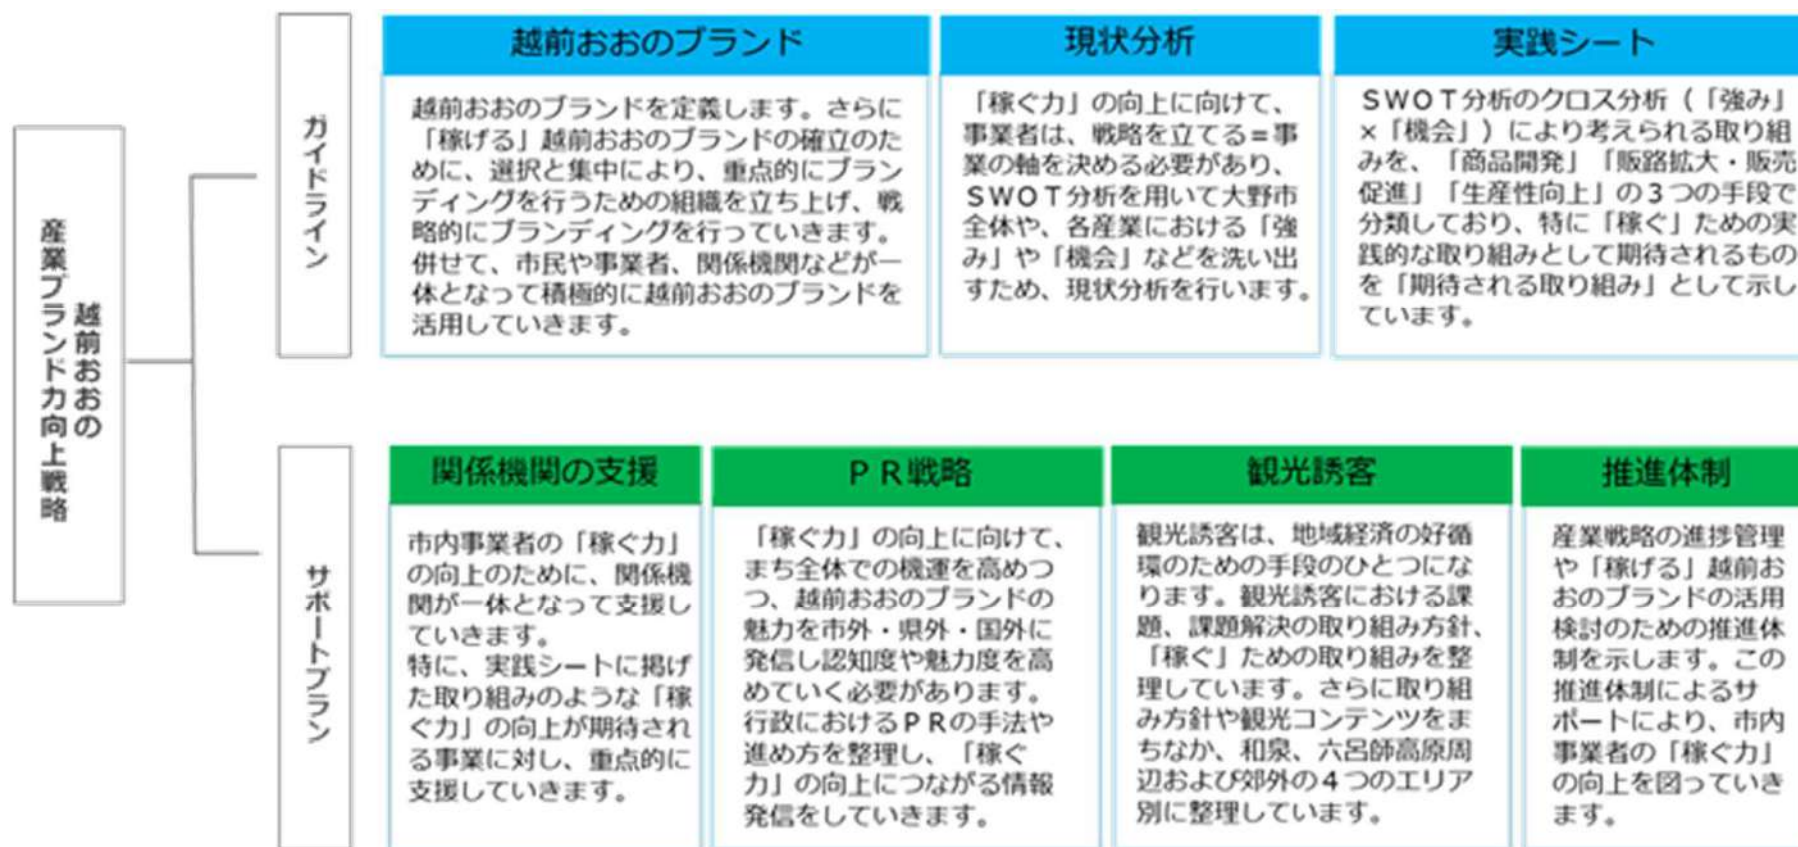 越前おおの
産業ブランド力向上戦略
ガイドライン
越前おおのブランド
越前おおのブランドを定義します。さらに
「稼げる」越前おおのブランドの確立のた
めに、選択と集中により、重点的にブラン
ディングを行うための組織を立ち上げ、戦
略的にブランディングを行っていきます。
併せて、市民や事業者、関係機関などが一
体となって積極的に越前おおのブランドを
活用していきます。
現状分析
「稼ぐ力」の向上に向けて、
事業者は、戦略を立てる＝事
業の軸を決める必要があり、
ＳＷＯＴ分析を用いて大野市
全体や、各産業における「強
み」や「機会」などを洗い出
すため、現状分析を行います。
実践シート
ＳＷＯＴ分析のクロス分析（「強み」
×「機会」）により考えられる取り組
みを、「商品開発」「販路拡大・販売
促進」「生産性向上」の３つの手段で
分類しており、特に「稼ぐ」ための実
践的な取り組みとして期待されるもの
を「期待される取り組み」として示し
ています。
サポートプラン
関係機関の支援
市内事業者の「稼ぐ力」
の向上のために、関係機
関が一体となって支援し
ていきます。
特に、実践シートに掲げ
た取り組みのような「稼
ぐ力」の向上が期待され
る事業に対し、重点的に
支援していきます。
ＰＲ戦略
「稼ぐ力」の向上に向けて、
まち全体での機運を高めつ
つ、越前おおのブランドの
魅力を市外・県外・国外に
発信し認知度や魅力度を高
めていく必要があります。
行政におけるＰＲの手法や
進め方を整理し、「稼ぐ
力」の向上につながる情報
発信をしていきます。
観光誘客
観光誘客は、地域経済の好循
環のための手段のひとつにな
ります。観光誘客における課
題、課題解決の取り組み方針、
「稼ぐ」ための取り組みを整
理しています。さらに取り組
み方針や観光コンテンツをま
ちなか、和泉、六呂師高原周
辺および郊外の４つのエリア
別に整理しています。
推進体制
産業戦略の進捗管理
や「稼げる」越前お
おのブランドの活用
検討のための推進体
制を示します。この
推進体制によるサ
ポートにより、市内
事業者の「稼ぐ力」
の向上を図っていき
ます。